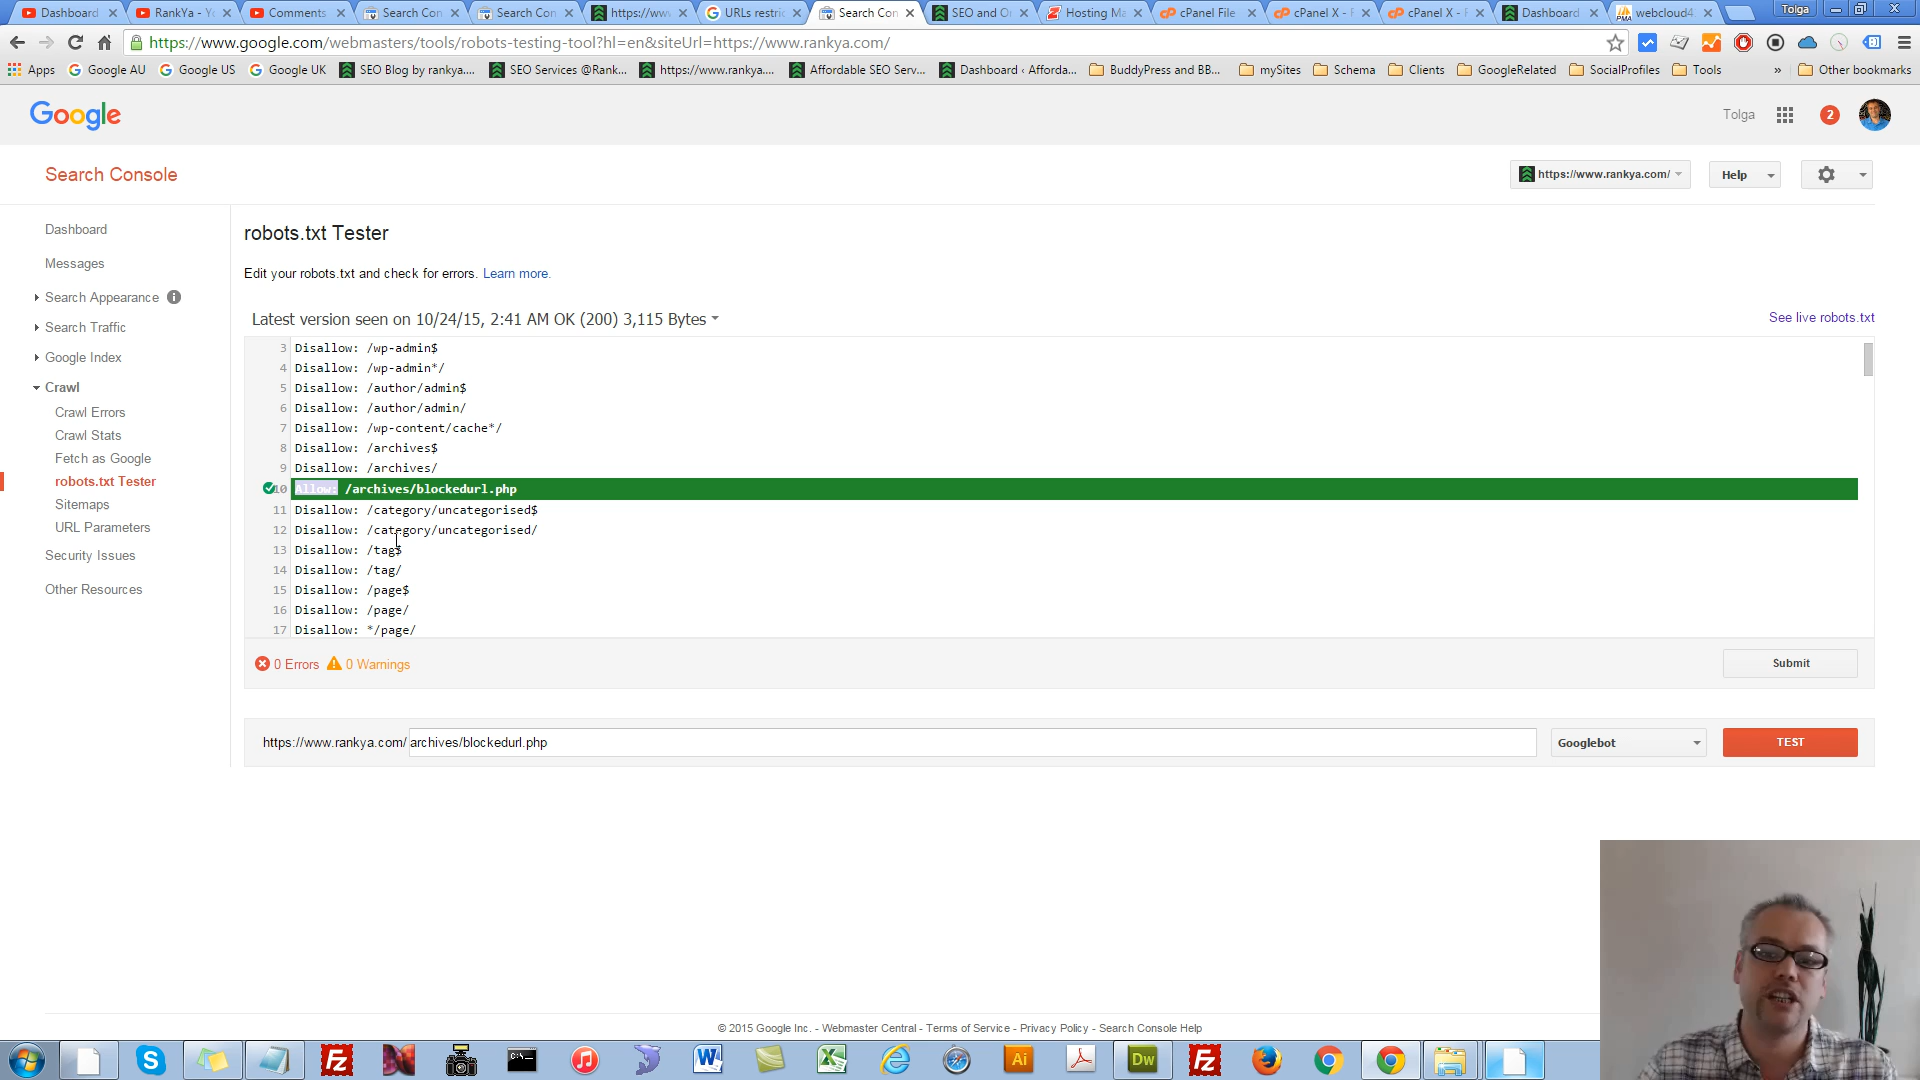 Dashboard
RankYa - Yo
Comments
Search Con
Search Con
https://www
URLs restric
Search Con
SEO and On
Hosting Ma
cPanel File
cPanel X - F
cPanel X - F
Dashboard
webcloud4
Tolga
https://www.google.com/webmasters/tools/robots-testing-tool?hl=en&siteUrl=https://www.rankya.com/
Apps
Google AU
Google US
Google UK
SEO Blog by rankya....
SEO Services @Rank...
https://www.rankya....
Affordable SEO Serv...
Dashboard ‹ Afforda...
BuddyPress and BB...
mySites
Schema
Clients
GoogleRelated
SocialProfiles
Tools
»
Other bookmarks
Google
Tolga
2
Search Console
https://www.rankya.com/
Help
Dashboard
Messages
Search Appearance
Search Traffic
Google Index
Crawl
Crawl Errors
Crawl Stats
Fetch as Google
robots.txt Tester
Sitemaps
URL Parameters
Security Issues
Other Resources
robots.txt Tester
Edit your robots.txt and check for errors. Learn more.
Latest version seen on 10/24/15, 2:41 AM OK (200) 3,115 Bytes
See live robots.txt
3 Disallow: /wp-admin$
4 Disallow: /wp-admin*/
5 Disallow: /author/admin$
6 Disallow: /author/admin/
7 Disallow: /wp-content/cache*/
8 Disallow: /archives$
9 Disallow: /archives/
10 Allow: /archives/blockedurl.php
11 Disallow: /category/uncategorised$
12 Disallow: /category/uncategorised/
13 Disallow: /tag$
14 Disallow: /tag/
15 Disallow: /page$
16 Disallow: /page/
17 Disallow: */page/
0 Errors
0 Warnings
Submit
https://www.rankya.com/ archives/blockedurl.php
Googlebot
TEST
© 2015 Google Inc. - Webmaster Central - Terms of Service - Privacy Policy - Search Console Help
Fz
C:\
W
X
Ai
Dw
Fz